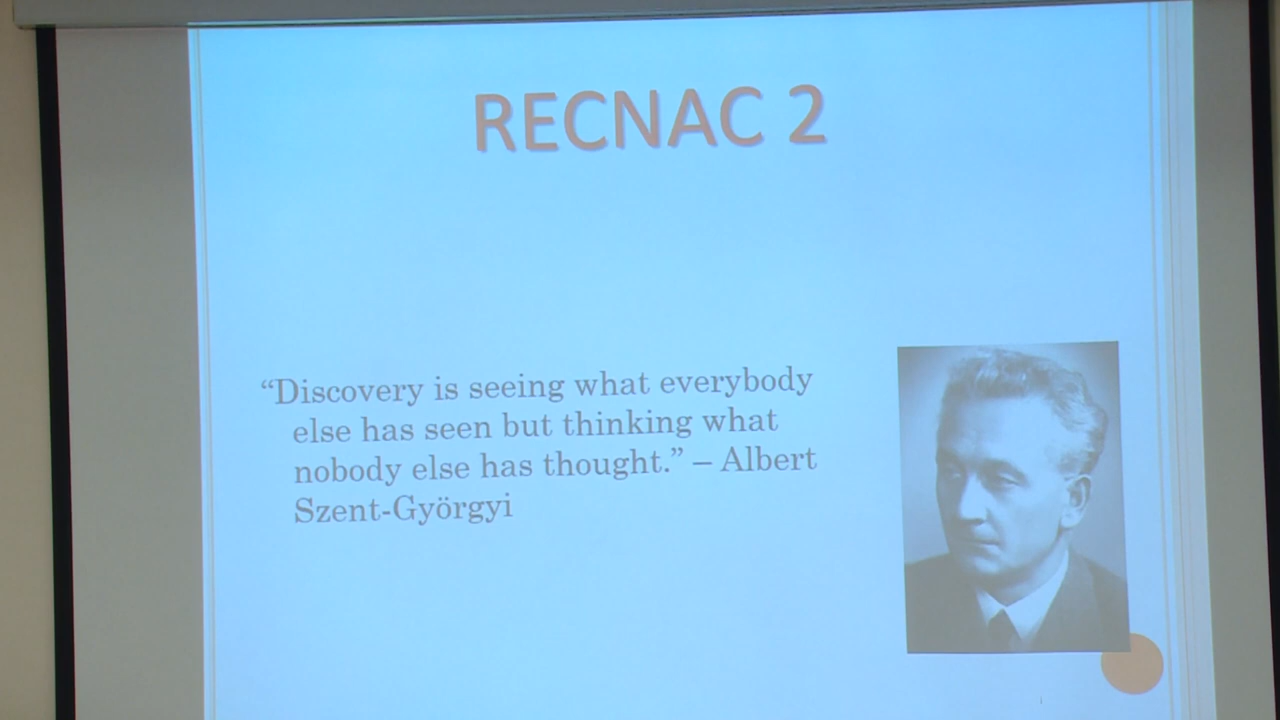 RECNAC 2
“Discovery is seeing what everybody
else has seen but thinking what
nobody else has thought.” – Albert
Szent-Györgyi